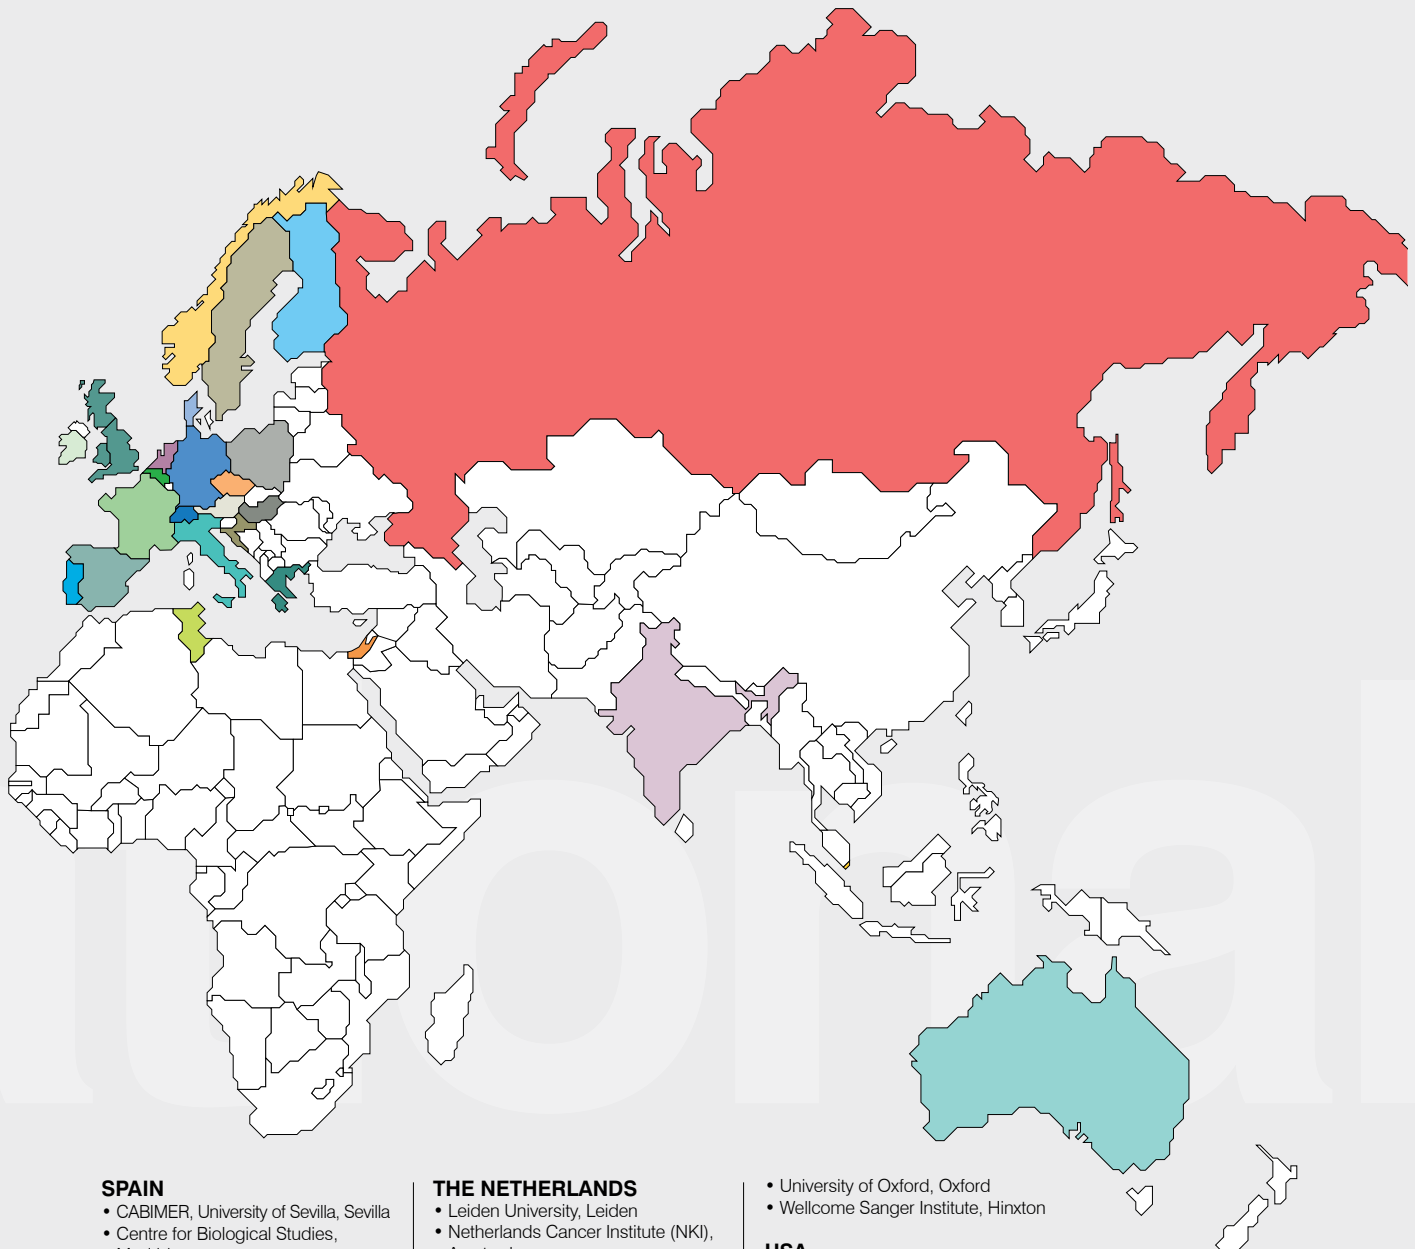 ational
SPAIN
• CABIMER, University of Sevilla, Sevilla
• Centre for Biological Studies,
THE NETHERLANDS
• Leiden University, Leiden
• Netherlands Cancer Institute (NKI),
• University of Oxford, Oxford
• Wellcome Sanger Institute, Hinxton